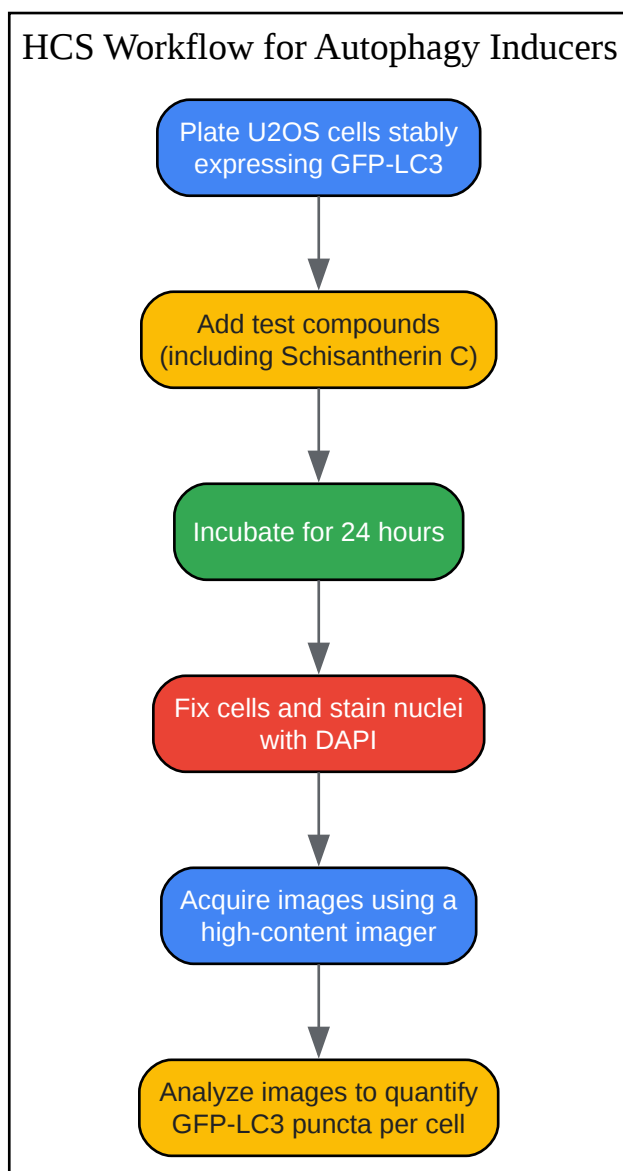 HCS Workflow for Autophagy Inducers
Plate U2OS cells stably
expressing GFP-LC3
Add test compounds
(including Schisantherin C)
Incubate for 24 hours
Fix cells and stain nuclei
with DAPI
Acquire images using a
high-content imager
Analyze images to quantify
GFP-LC3 puncta per cell